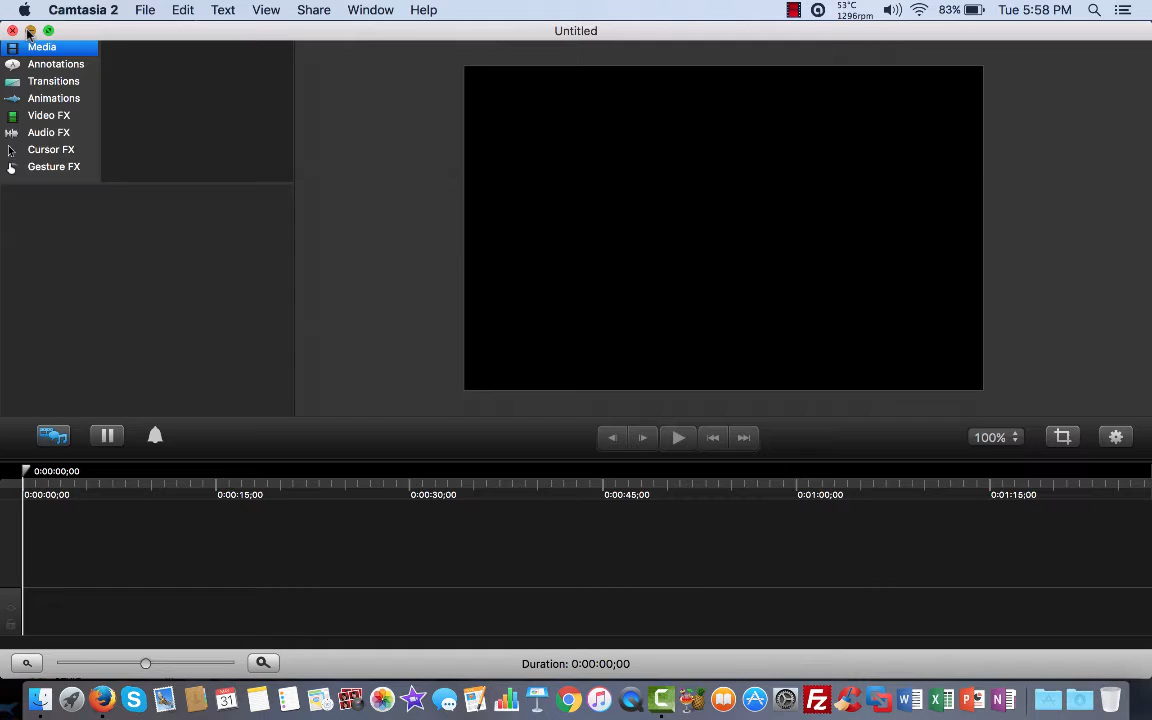 Camtasia 2 File Edit Text View Share Window Help 53°C 1296rpm 83% Tue 5:58 PM
Untitled
Media
Annotations
Transitions
Animations
Video FX
Audio FX
Cursor FX
Gesture FX
100%
0:00:00;00
0:00:00;00 0:00:15;00 0:00:30;00 0:00:45;00 0:01:00;00 0:01:15;00
Duration: 0:00:00;00
31